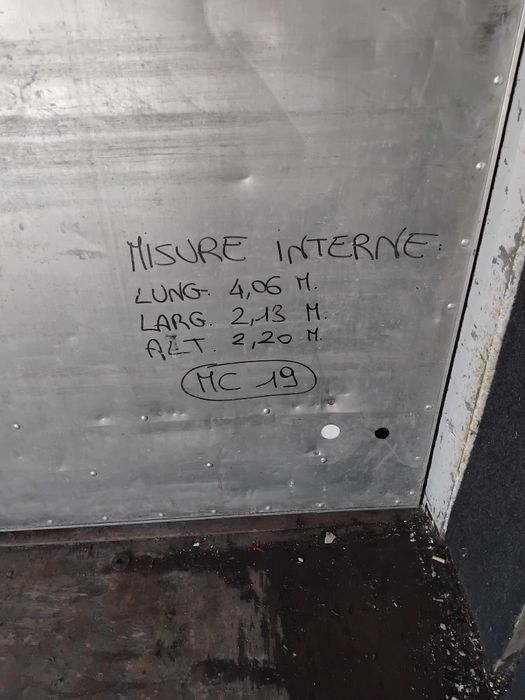 MISURE INTERNE:
LUNG. 4,06 M.
LARG. 2,13 M.
ALT. 2,20 M.
MC 19